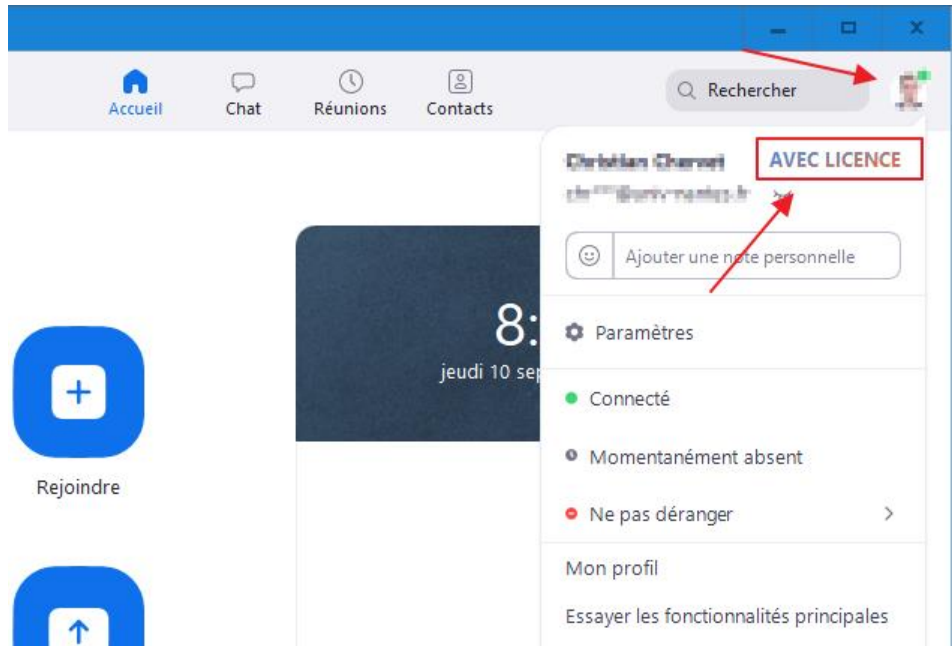 Accueil
Chat
Réunions
Contacts
Rechercher
AVEC LICENCE
Ajouter une note personnelle
8:
jeudi 10 sep
Paramètres
Connecté
Momentanément absent
Ne pas déranger
Rejoindre
Mon profil
Essayer les fonctionnalités principales